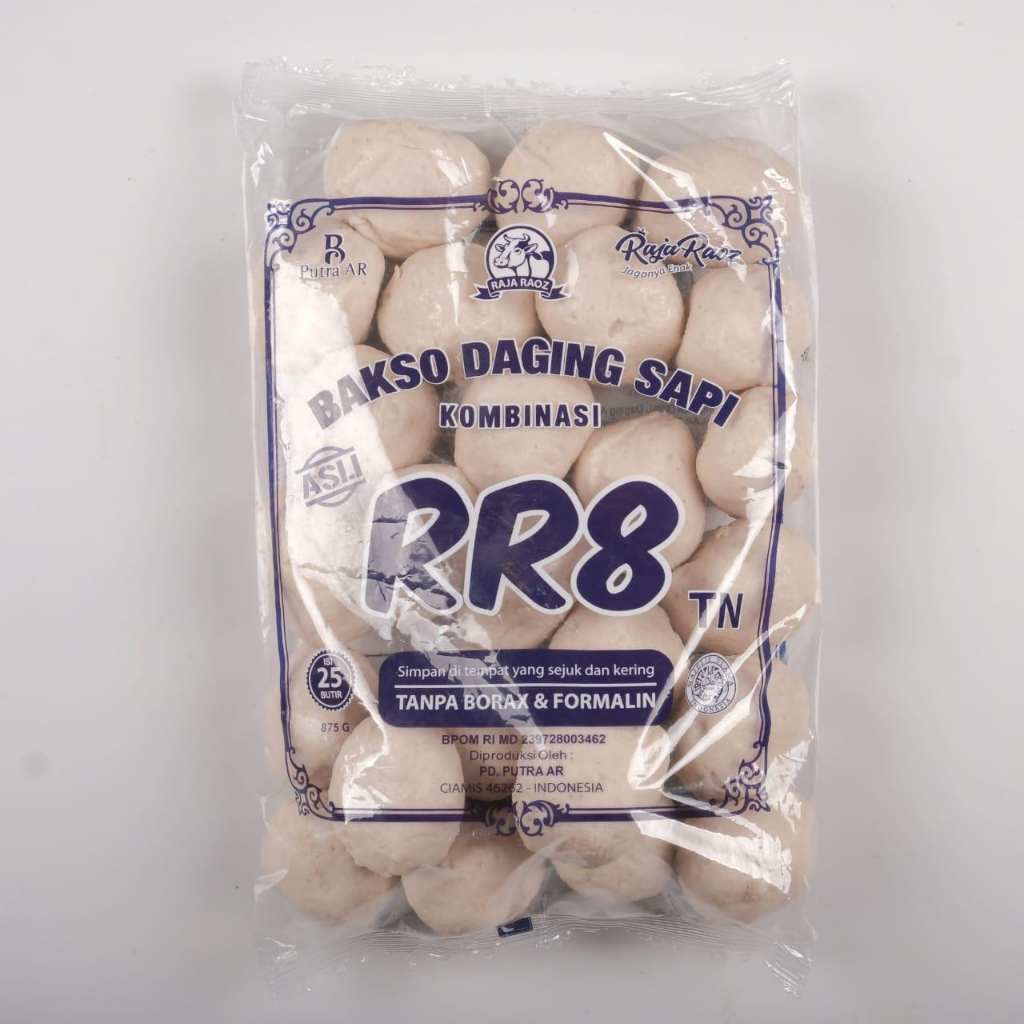 B
Putra AR
RAJA RAOZ
Raja Raoz
Jagonya Enak
BAKSO DAGING SAPI
KOMBINASI
ASLI
RR8
TN
ISI
25
BUTIR
875 G
Simpan di tempat yang sejuk dan kering
TANPA BORAX & FORMALIN
BPOM RI MD 239728003462
Diproduksi Oleh :
PD. PUTRA AR
CIAMIS 46262 - INDONESIA